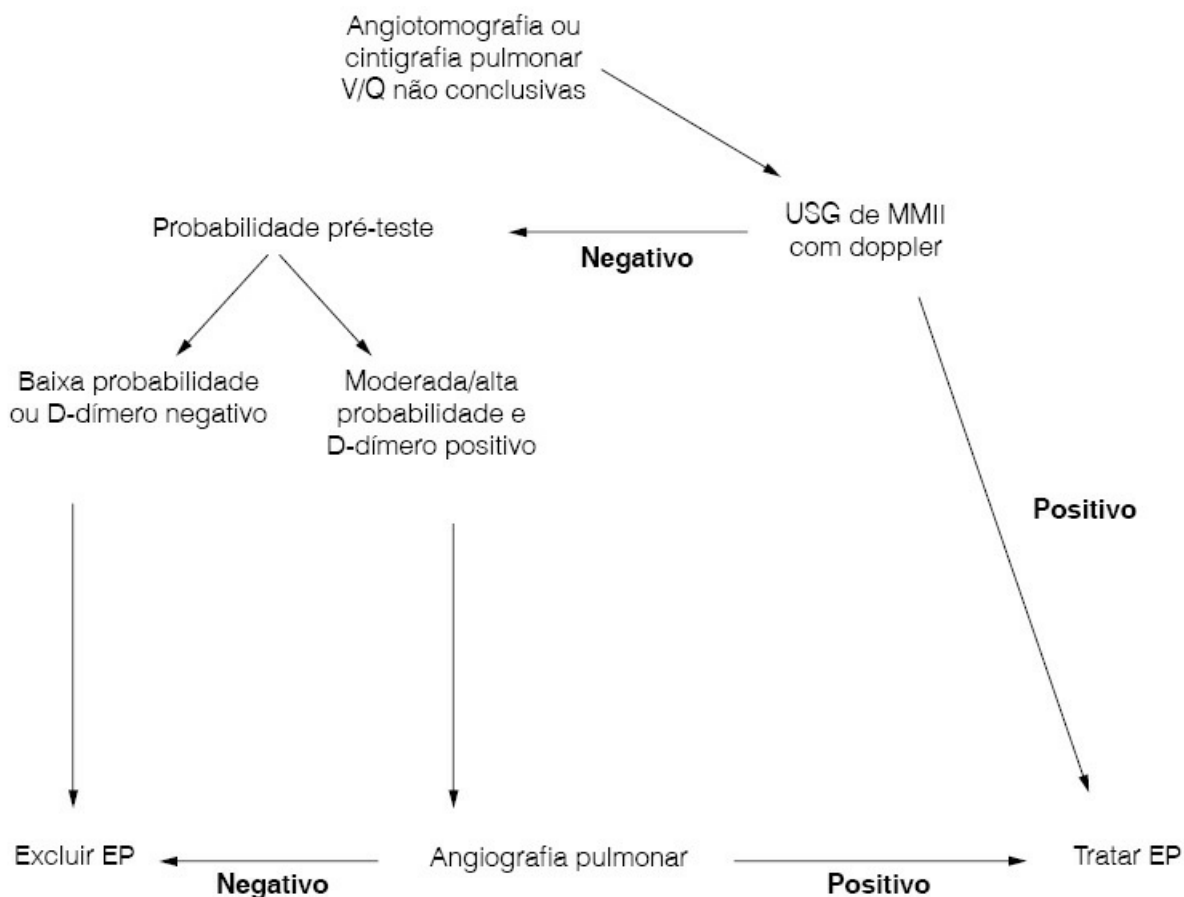 Angiotomografia ou
cintigrafia pulmonar
V/Q não conclusivas
USG de MMII
com doppler
Negativo
Probabilidade pré-teste
Baixa probabilidade
ou D-dímero negativo
Moderada/alta
probabilidade e
D-dímero positivo
Positivo
Excluir EP
Negativo
Angiografia pulmonar
Positivo
Tratar EP